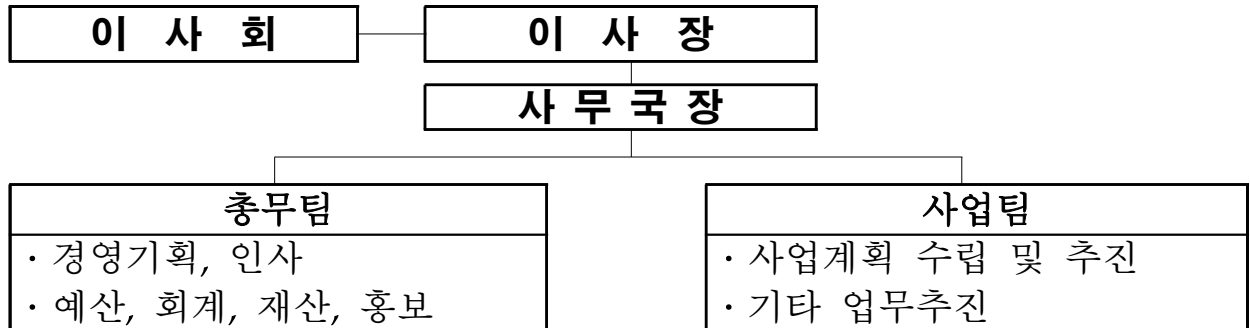 이 사 회
이 사 장
사 무 국 장
총무팀
· 경영기획, 인사
· 예산, 회계, 재산, 홍보
사업팀
· 사업계획 수립 및 추진
· 기타 업무추진